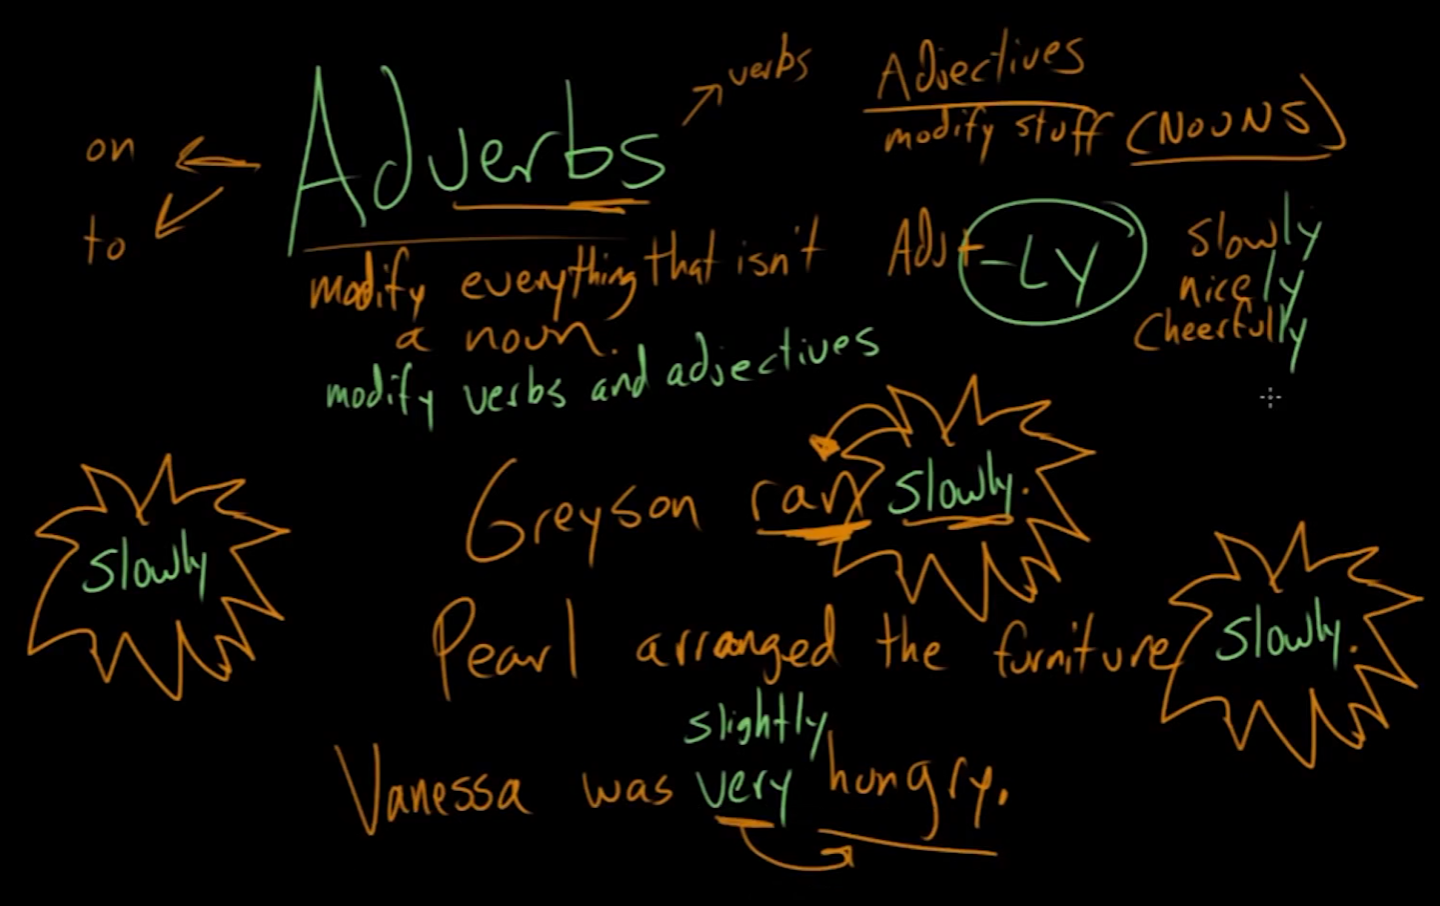 Adverbs
verbs
on
to
Adjectives
modify stuff (NOUNS)
modify everything that isn't
a noun.
modify verbs and adjectives
Adj + -LY
slowly
nicely
Cheerfully
slowly
Greyson ran slowly.
Pearl arranged the furniture slowly.
slightly
Vanessa was very hungry.